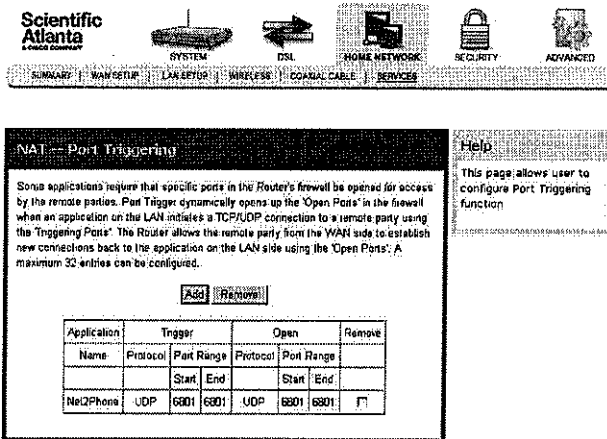 Scientific
Atlanta
A CISCO COMPANY
SYSTEM
DSL
HOME NETWORK
SECURITY
ADVANCED
SUMMARY | WAN SETUP | LAN SETUP | WIRELESS | COAXIAL CABLE | SERVICES
NAT -- Port Triggering
Some applications require that specific ports in the Router's firewall be opened for access
by the remote parties. Port Trigger dynamically opens up the 'Open Ports' in the firewall
when an application on the LAN initiates a TCP/UDP connection to a remote party using
the 'Triggering Ports'. The Router allows the remote party from the WAN side to establish
new connections back to the application on the LAN side using the 'Open Ports'. A
maximum 32 entries can be configured.
Add Remove
Application Trigger Open Remove
Name Protocol Port Range Protocol Port Range
Start End Start End
Net2Phone UDP 6801 6801 UDP 6801 6801
Help
This page allows user to
configure Port Triggering
function